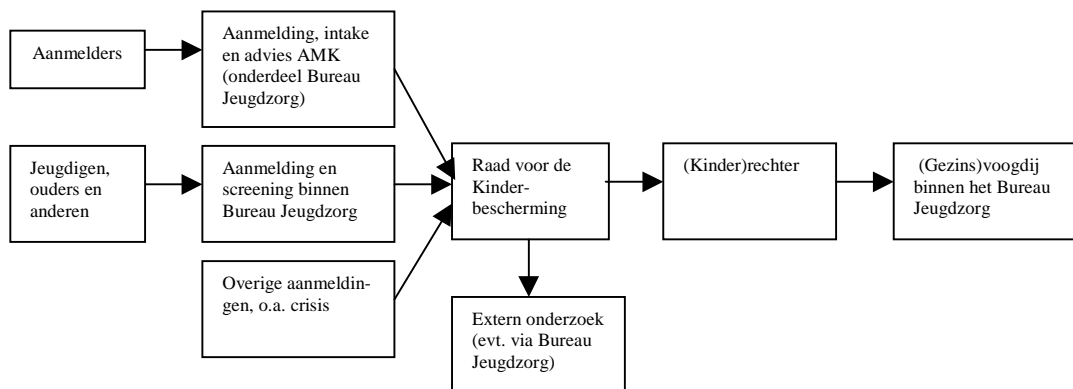 Aanmelders
Aanmelding, intake
en advies AMK
(onderdeel Bureau
Jeugdzorg)
Jeugdigen,
ouders en
anderen
Aanmelding en
screening binnen
Bureau Jeugdzorg
Overige aanmeldin-
gen, o.a. crisis
Raad voor de
Kinder-
bescherming
Extern onderzoek
(evt. via Bureau
Jeugdzorg)
(Kinder)rechter
(Gezins)voogdij
binnen het Bureau
Jeugdzorg